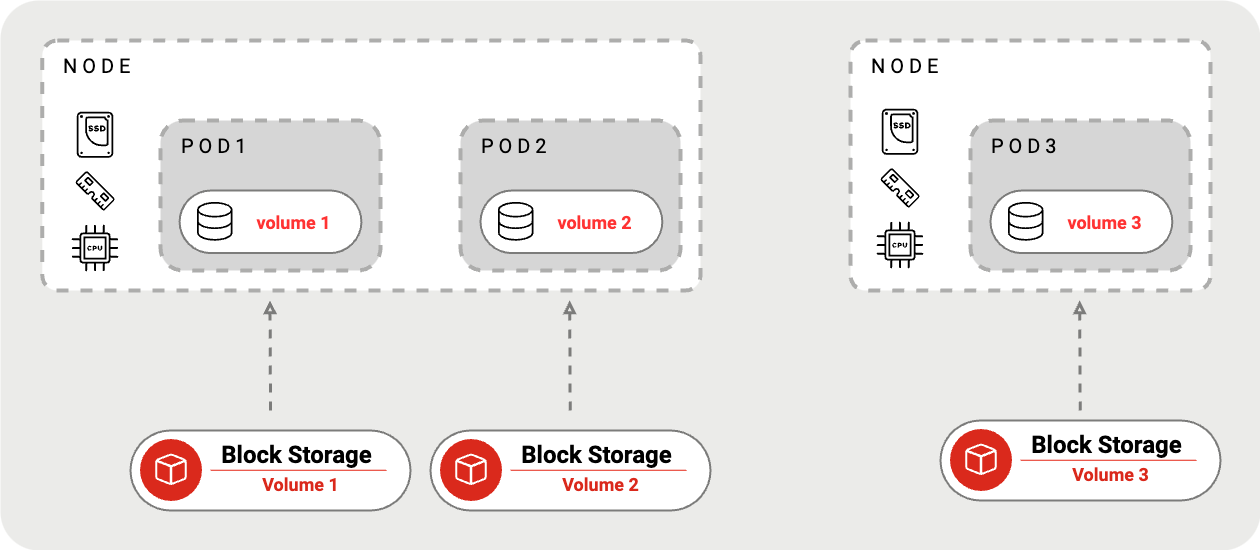 NODE
SSD
CPU
POD1
volume 1
POD2
volume 2
NODE
SSD
CPU
POD3
volume 3
Block Storage
Volume 1
Block Storage
Volume 2
Block Storage
Volume 3